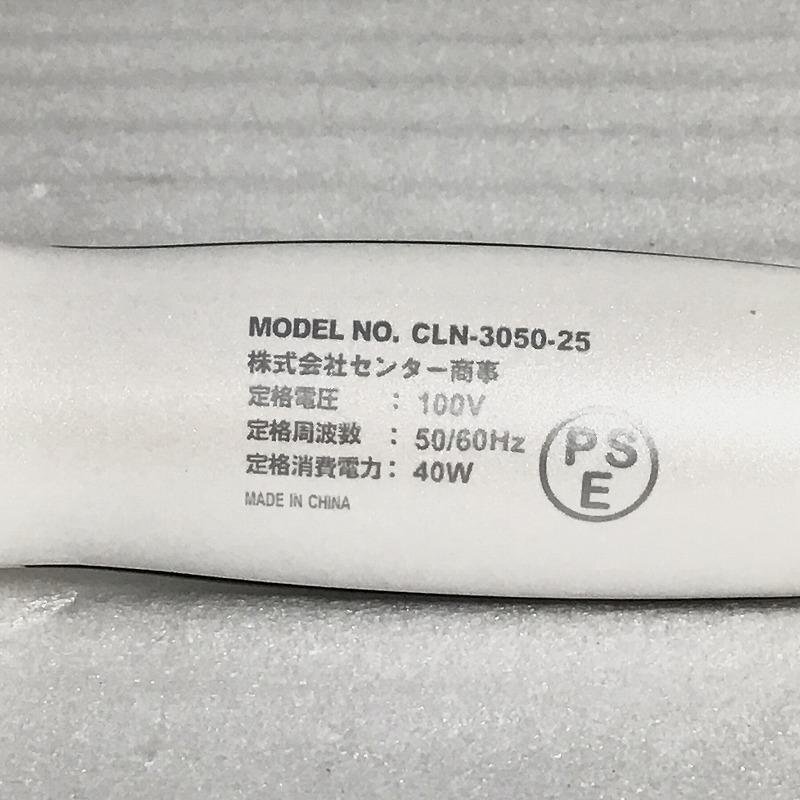 MODEL NO. CLN-3050-25
株式会社センター商事
定格電圧 : 100V
定格周波数 : 50/60Hz
定格消費電力 : 40W
MADE IN CHINA
PS
E